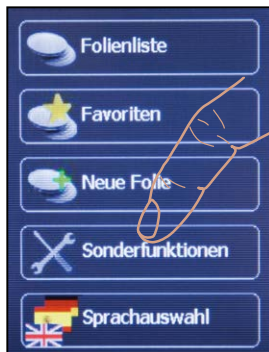 Folienliste
Favoriten
Neue Folie
Sonderfunktionen
Sprachauswahl